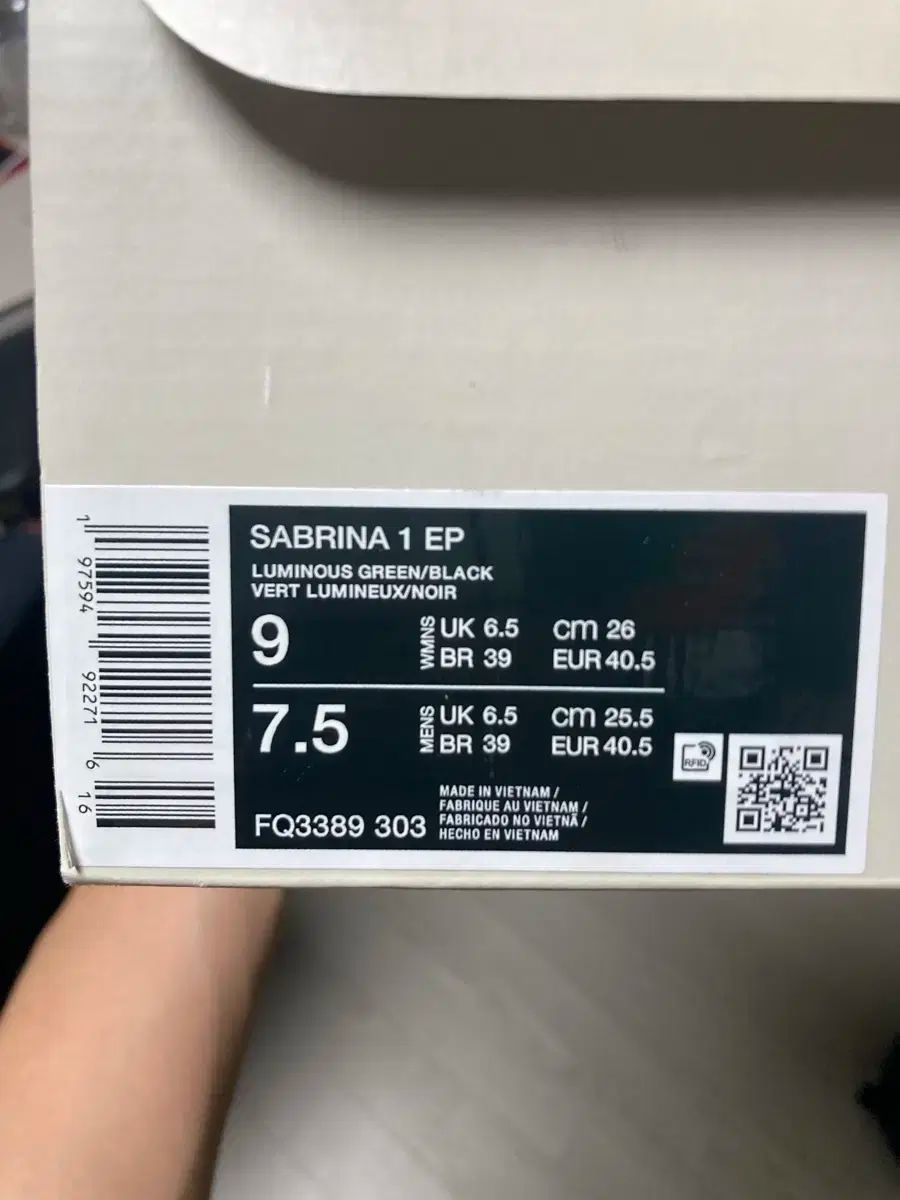 SABRINA 1 EP
LUMINOUS GREEN/BLACK
VERT LUMINEUX/NOIR
9 WMNS UK 6.5 cm 26
BR 39 EUR 40.5
7.5 MENS UK 6.5 cm 25.5
BR 39 EUR 40.5
MADE IN VIETNAM /
FABRIQUE AU VIETNAM /
FABRICADO NO VIETNÃ /
HECHO EN VIETNAM
FQ3389 303
RFID
1 97594 92271 6 16